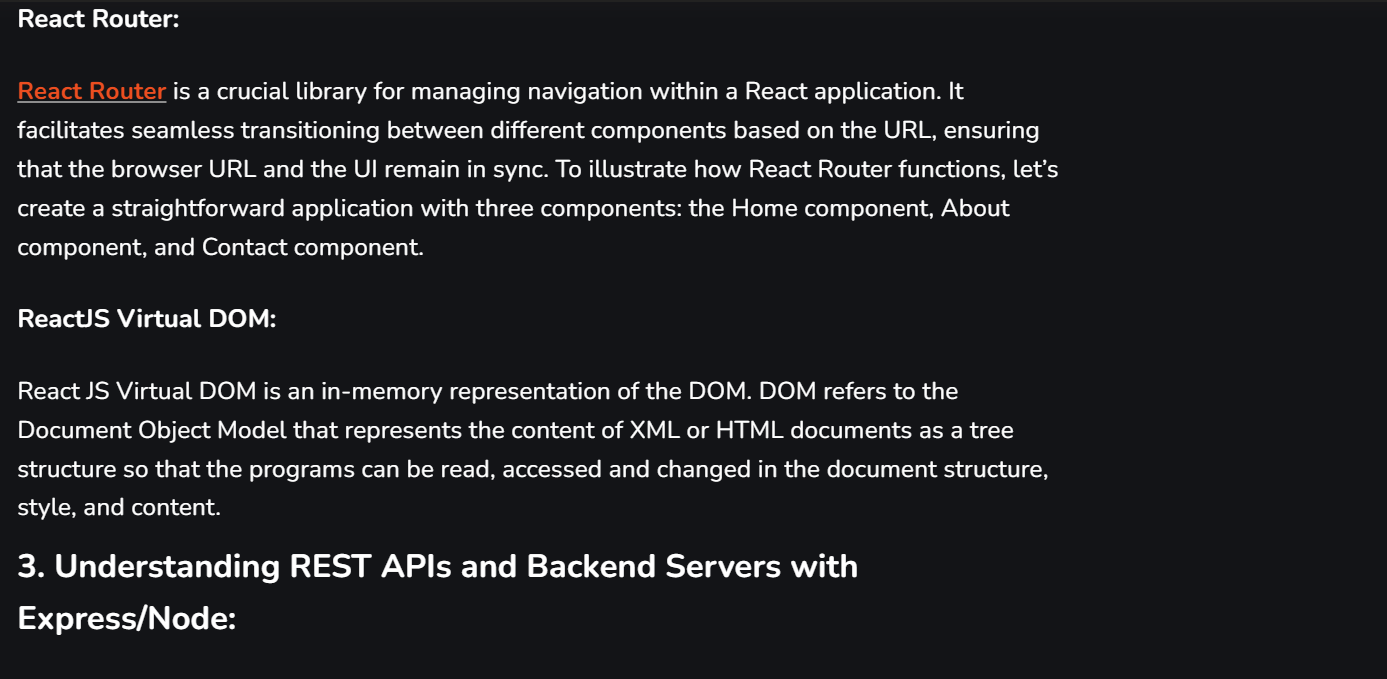 React Router:
React Router is a crucial library for managing navigation within a React application. It
facilitates seamless transitioning between different components based on the URL, ensuring
that the browser URL and the UI remain in sync. To illustrate how React Router functions, let’s
create a straightforward application with three components: the Home component, About
component, and Contact component.
ReactJS Virtual DOM:
React JS Virtual DOM is an in-memory representation of the DOM. DOM refers to the
Document Object Model that represents the content of XML or HTML documents as a tree
structure so that the programs can be read, accessed and changed in the document structure,
style, and content.
3. Understanding REST APIs and Backend Servers with
Express/Node: